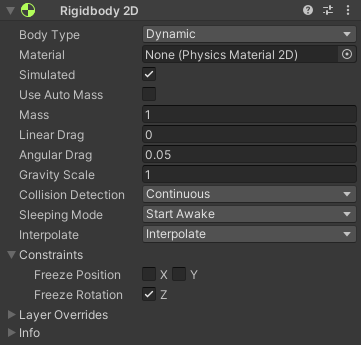 Rigidbody 2D
Body Type Dynamic
Material None (Physics Material 2D)
Simulated
Use Auto Mass
Mass 1
Linear Drag 0
Angular Drag 0.05
Gravity Scale 1
Collision Detection Continuous
Sleeping Mode Start Awake
Interpolate Interpolate
Constraints
Freeze Position X Y
Freeze Rotation Z
Layer Overrides
Info